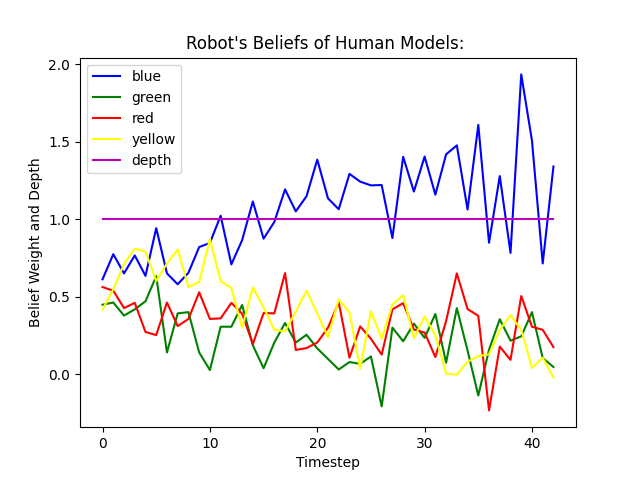 Robot's Beliefs of Human Models:
blue
green
red
yellow
depth
Belief Weight and Depth
2.0
1.5
1.0
0.5
0.0
0 10 20 30 40
Timestep